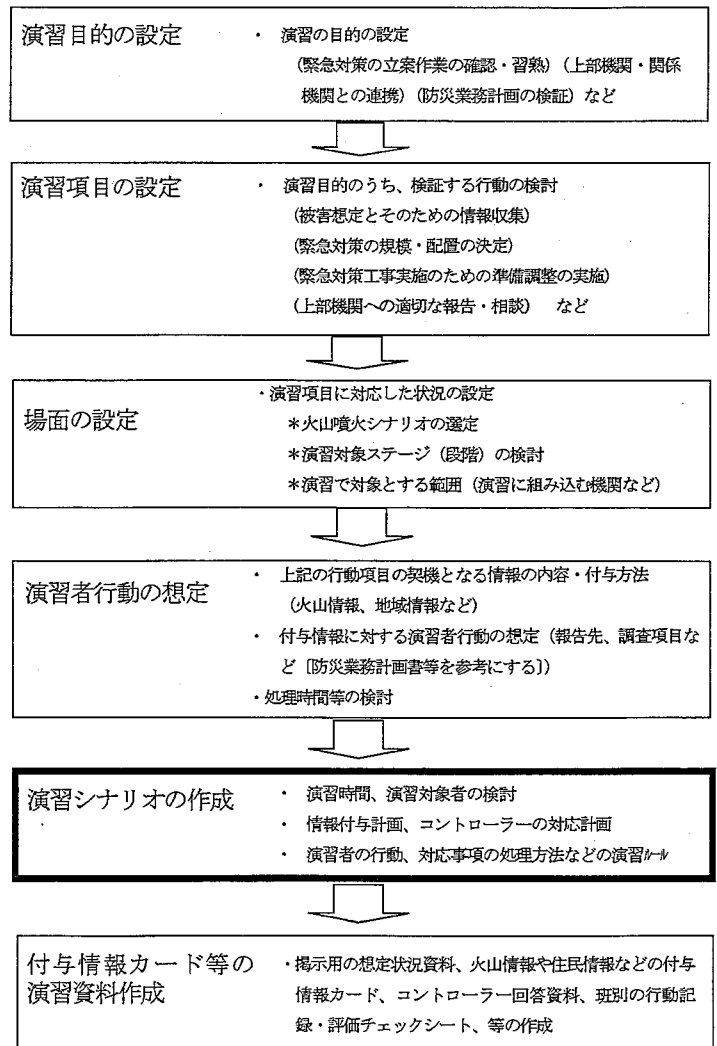 演習目的の設定
・ 演習の目的の設定
(緊急対策の立案作業の確認・習熟) (上部機関・関係
機関との連携) (防災業務計画の検証) など
演習項目の設定
・ 演習目的のうち、検証する行動の検討
(被害想定とそのための情報収集)
(緊急対策の規模・配置の決定)
(緊急対策工事実施のための準備調整の実施)
(上部機関への適切な報告・相談) など
場面の設定
・演習項目に対応した状況の設定
＊火山噴火シナリオの選定
＊演習対象ステージ (段階) の検討
＊演習で対象とする範囲 (演習に組み込む機関など)
演習者行動の想定
・ 上記の行動項目の契機となる情報の内容・付与方法
(火山情報、地域情報など)
・ 付与情報に対する演習者行動の想定 (報告先、調査項目な
ど〔防災業務計画書等を参考にする〕)
・処理時間等の検討
演習シナリオの作成
・ 演習時間、演習対象者の検討
・ 情報付与計画、コントローラーの対応計画
・ 演習者の行動、対応事項の処理方法などの演習ﾙｰﾙ
付与情報カード等の
演習資料作成
・掲示用の想定状況資料、火山情報や住民情報などの付与
情報カード、コントローラー回答資料、班別の行動記
録・評価チェックシート、等の作成